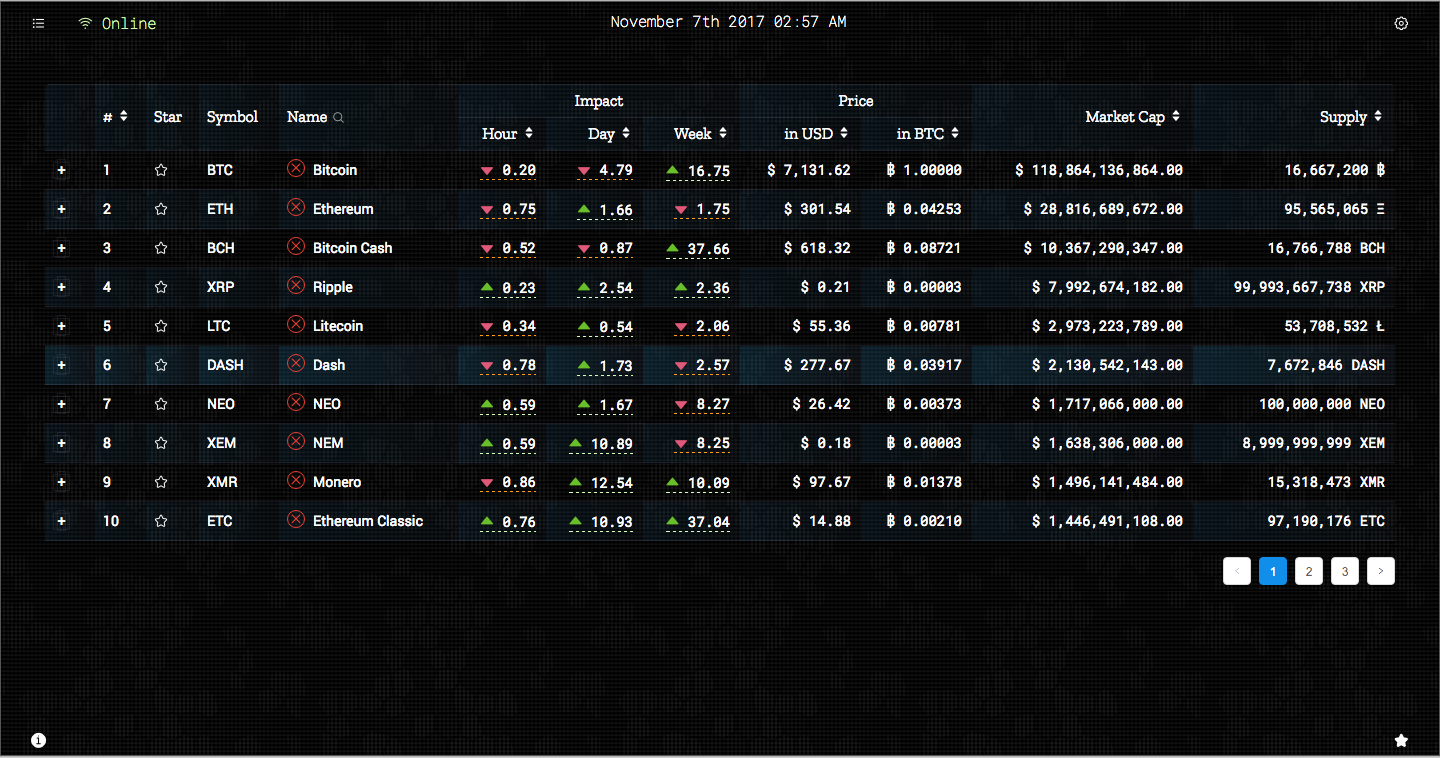 Online
November 7th 2017 02:57 AM
# Star Symbol Name Impact Price Market Cap Supply
Hour Day Week in USD in BTC
+ 1 BTC Bitcoin 0.20 4.79 16.75 $ 7,131.62 ฿ 1.00000 $ 118,864,136,864.00 16,667,200 ฿
+ 2 ETH Ethereum 0.75 1.66 1.75 $ 301.54 ฿ 0.04253 $ 28,816,689,672.00 95,565,065 Ξ
+ 3 BCH Bitcoin Cash 0.52 0.87 37.66 $ 618.32 ฿ 0.08721 $ 10,367,290,347.00 16,766,788 BCH
+ 4 XRP Ripple 0.23 2.54 2.36 $ 0.21 ฿ 0.00003 $ 7,992,674,182.00 99,993,667,738 XRP
+ 5 LTC Litecoin 0.34 0.54 2.06 $ 55.36 ฿ 0.00781 $ 2,973,223,789.00 53,708,532 Ł
+ 6 DASH Dash 0.78 1.73 2.57 $ 277.67 ฿ 0.03917 $ 2,130,542,143.00 7,672,846 DASH
+ 7 NEO NEO 0.59 1.67 8.27 $ 26.42 ฿ 0.00373 $ 1,717,066,000.00 100,000,000 NEO
+ 8 XEM NEM 0.59 10.89 8.25 $ 0.18 ฿ 0.00003 $ 1,638,306,000.00 8,999,999,999 XEM
+ 9 XMR Monero 0.86 12.54 10.09 $ 97.67 ฿ 0.01378 $ 1,496,141,484.00 15,318,473 XMR
+ 10 ETC Ethereum Classic 0.76 10.93 37.04 $ 14.88 ฿ 0.00210 $ 1,446,491,108.00 97,190,176 ETC
< 1 2 3 >